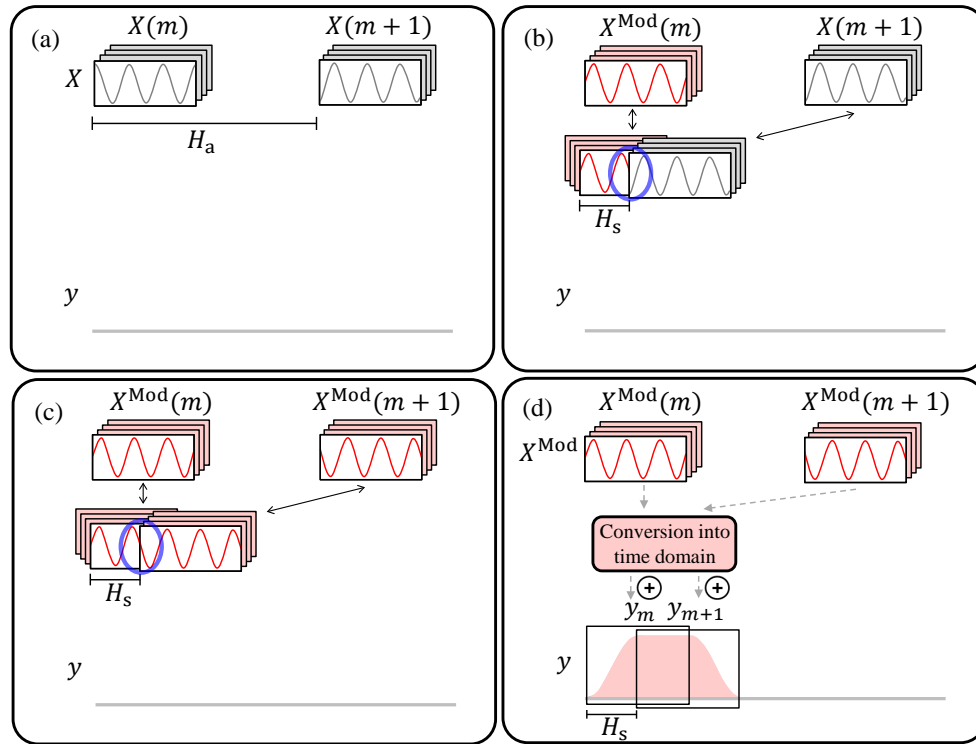 (a)
X(m)
X(m + 1)
X
H_a
y
(b)
X^Mod(m)
X(m + 1)
H_s
y
(c)
X^Mod(m)
X^Mod(m + 1)
H_s
y
(d)
X^Mod(m)
X^Mod(m + 1)
X^Mod
Conversion into
time domain
+ +
y_m y_{m+1}
y
H_s